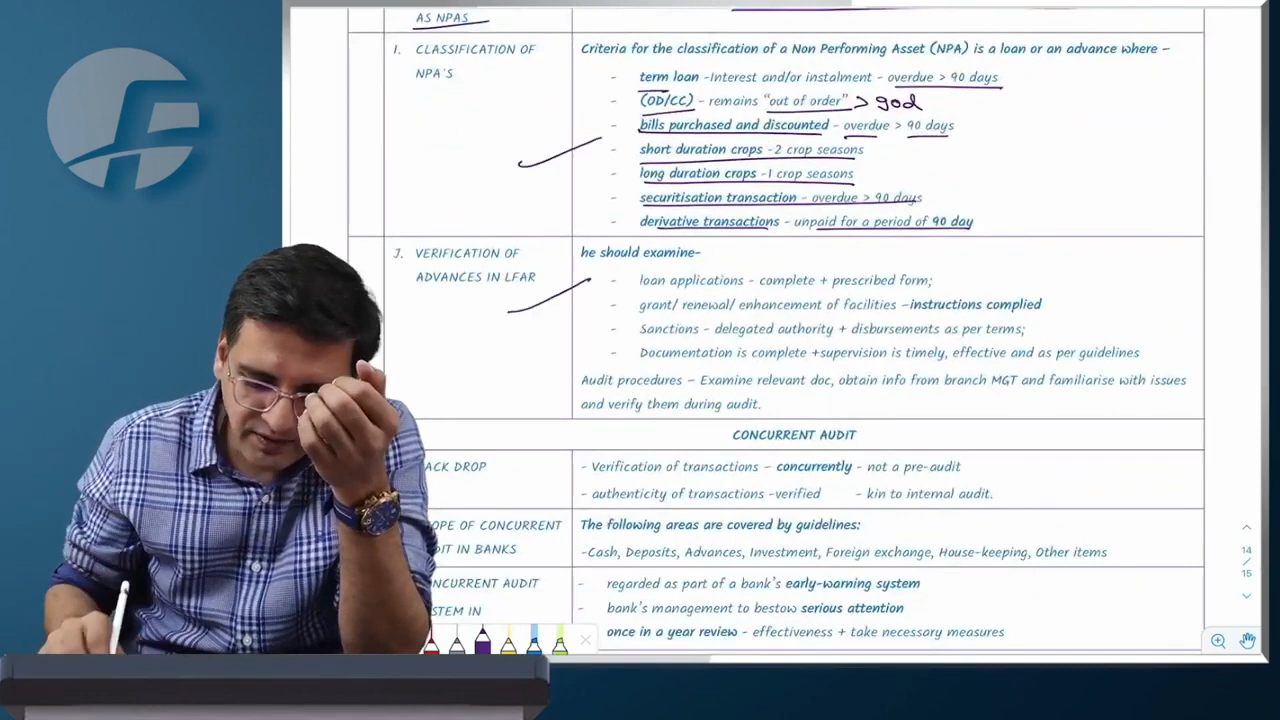 AS NPAS
I. CLASSIFICATION OF NPA'S
Criteria for the classification of a Non Performing Asset (NPA) is a loan or an advance where –
- term loan -Interest and/or instalment - overdue > 90 days
- (OD/CC) - remains "out of order" > 90d
- bills purchased and discounted - overdue > 90 days
- short duration crops -2 crop seasons
- long duration crops -1 crop seasons
- securitisation transaction - overdue > 90 days
- derivative transactions - unpaid for a period of 90 day
J. VERIFICATION OF ADVANCES IN LFAR
he should examine-
- loan applications - complete + prescribed form;
- grant/ renewal/ enhancement of facilities –instructions complied
- Sanctions - delegated authority + disbursements as per terms;
- Documentation is complete +supervision is timely, effective and as per guidelines
Audit procedures – Examine relevant doc, obtain info from branch MGT and familiarise with issues
and verify them during audit.
CONCURRENT AUDIT
ACK DROP
- Verification of transactions – concurrently - not a pre-audit
- authenticity of transactions -verified - kin to internal audit.
OPE OF CONCURRENT
DIT IN BANKS
The following areas are covered by guidelines:
-Cash, Deposits, Advances, Investment, Foreign exchange, House-keeping, Other items
NCURRENT AUDIT
STEM IN
- regarded as part of a bank's early-warning system
- bank's management to bestow serious attention
once in a year review - effectiveness + take necessary measures
14
/
15